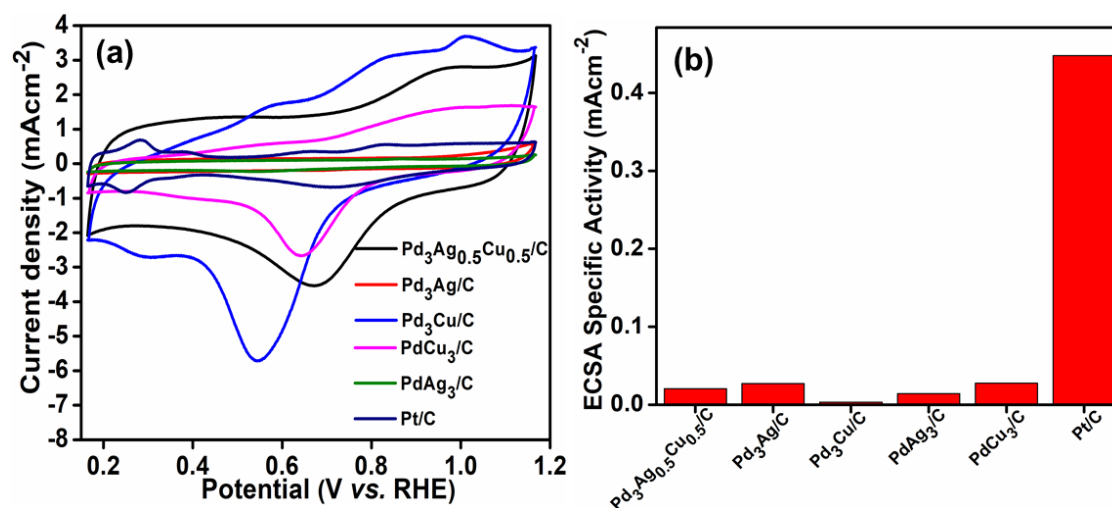 (a)
Current density (mAcm⁻²)
4
3
2
1
0
-1
-2
-3
-4
-5
-6
-7
-8
Pd₃Ag₀.₅Cu₀.₅/C
Pd₃Ag/C
Pd₃Cu/C
PdCu₃/C
PdAg₃/C
Pt/C
0.2 0.4 0.6 0.8 1.0 1.2
Potential (V vs. RHE)
(b)
ECSA Specific Activity (mAcm⁻²)
0.4
0.3
0.2
0.1
0.0
Pd₃Ag₀.₅Cu₀.₅/C
Pd₃Ag/C
Pd₃Cu/C
PdAg₃/C
PdCu₃/C
Pt/C